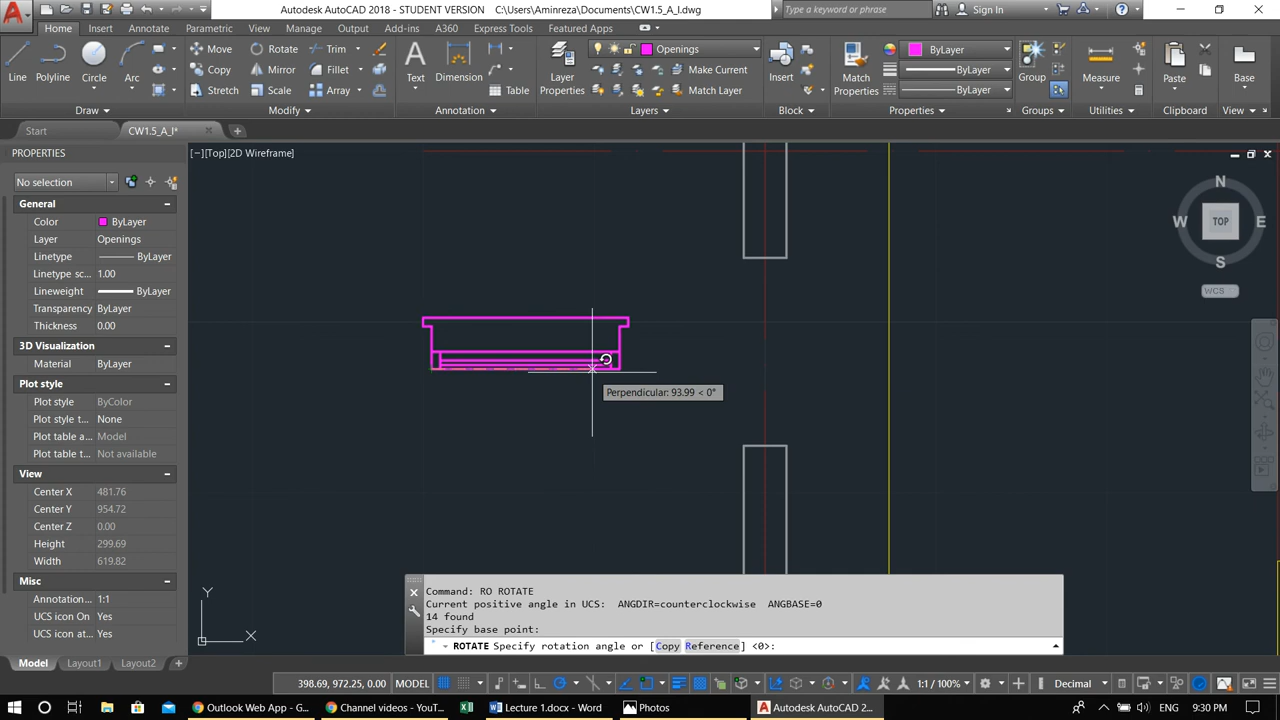 Autodesk AutoCAD 2018 - STUDENT VERSION C:\Users\Aminreza\Documents\CW1.5_A_I.dwg Type a keyword or phrase Sign In
Home Insert Annotate Parametric View Manage Output Add-ins A360 Express Tools Featured Apps
Line Polyline Circle Arc
Move Rotate Trim
Copy Mirror Fillet
Stretch Scale Array
Text Dimension Table
Layer Properties
Openings
Make Current
Match Layer
Insert
Match Properties
ByLayer
ByLayer
ByLayer
Group Measure Paste Base
Draw Modify Annotation Layers Block Properties Groups Utilities Clipboard View
Start CW1.5_A_I*
PROPERTIES
[−][Top][2D Wireframe]
No selection
General
Color ByLayer
Layer Openings
Linetype ByLayer
Linetype sc... 1.00
Lineweight ByLayer
Transparency ByLayer
Thickness 0.00
3D Visualization
Material ByLayer
Plot style
Plot style ByColor
Plot style t... None
Plot table a... Model
Plot table t... Not available
View
Center X 481.76
Center Y 954.72
Center Z 0.00
Height 299.69
Width 619.82
Misc
Annotation ... 1:1
UCS icon On Yes
UCS icon at... Yes
N
W TOP E
S
WCS
Perpendicular: 93.99 < 0°
Y
X
Command: RO ROTATE
Current positive angle in UCS: ANGDIR=counterclockwise ANGBASE=0
14 found
Specify base point:
ROTATE Specify rotation angle or [Copy Reference] <0>:
Model Layout1 Layout2 +
398.69, 972.25, 0.00 MODEL 1:1 / 100% Decimal
Outlook Web App - G... Channel videos - YouT... Lecture 1.docx - Word Photos Autodesk AutoCAD 2... ENG 9:30 PM